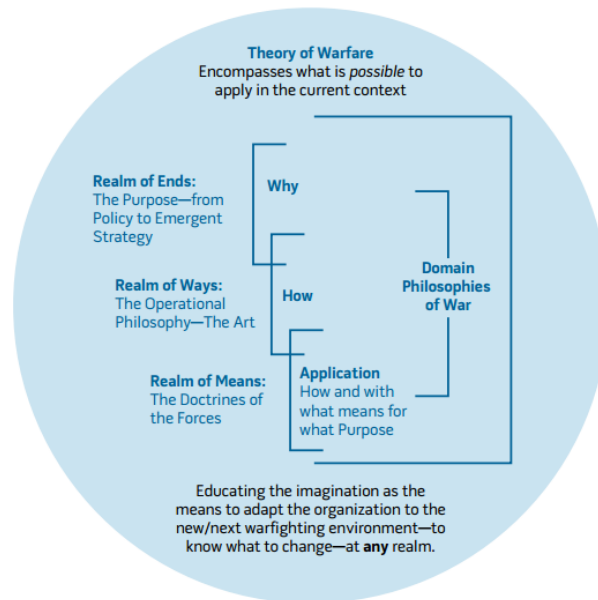 Theory of Warfare
Encompasses what is possible to
apply in the current context
Realm of Ends:
The Purpose—from
Policy to Emergent
Strategy
Why
Realm of Ways:
The Operational
Philosophy—The Art
How
Domain
Philosophies
of War
Realm of Means:
The Doctrines of
the Forces
Application
How and with
what means for
what Purpose
Educating the imagination as the
means to adapt the organization to the
new/next warfighting environment—to
know what to change—at any realm.